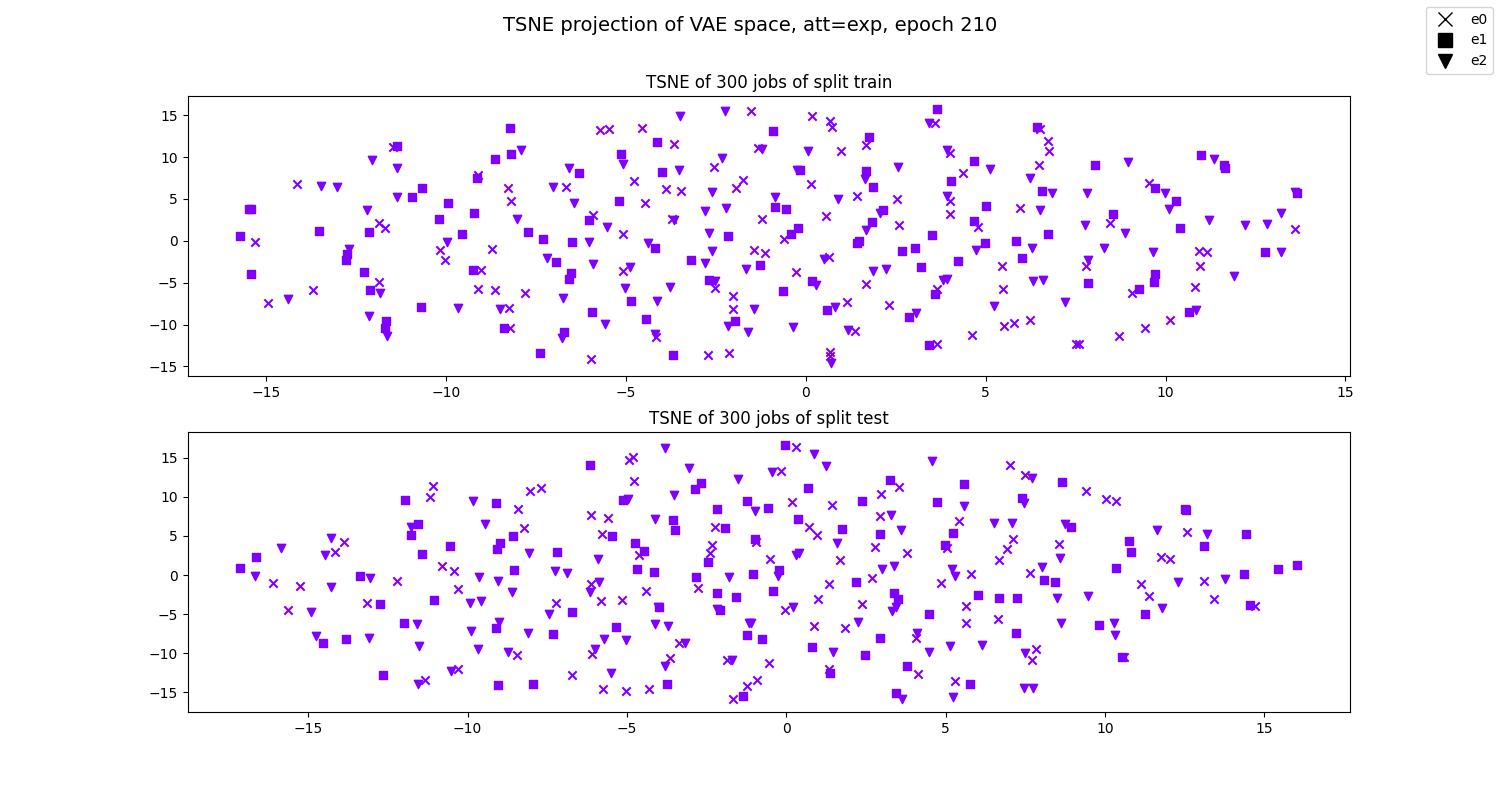 TSNE projection of VAE space, att=exp, epoch 210
e0
e1
e2
TSNE of 300 jobs of split train
15
10
5
0
−5
−10
−15
−15 −10 −5 0 5 10 15
TSNE of 300 jobs of split test
15
10
5
0
−5
−10
−15
−15 −10 −5 0 5 10 15